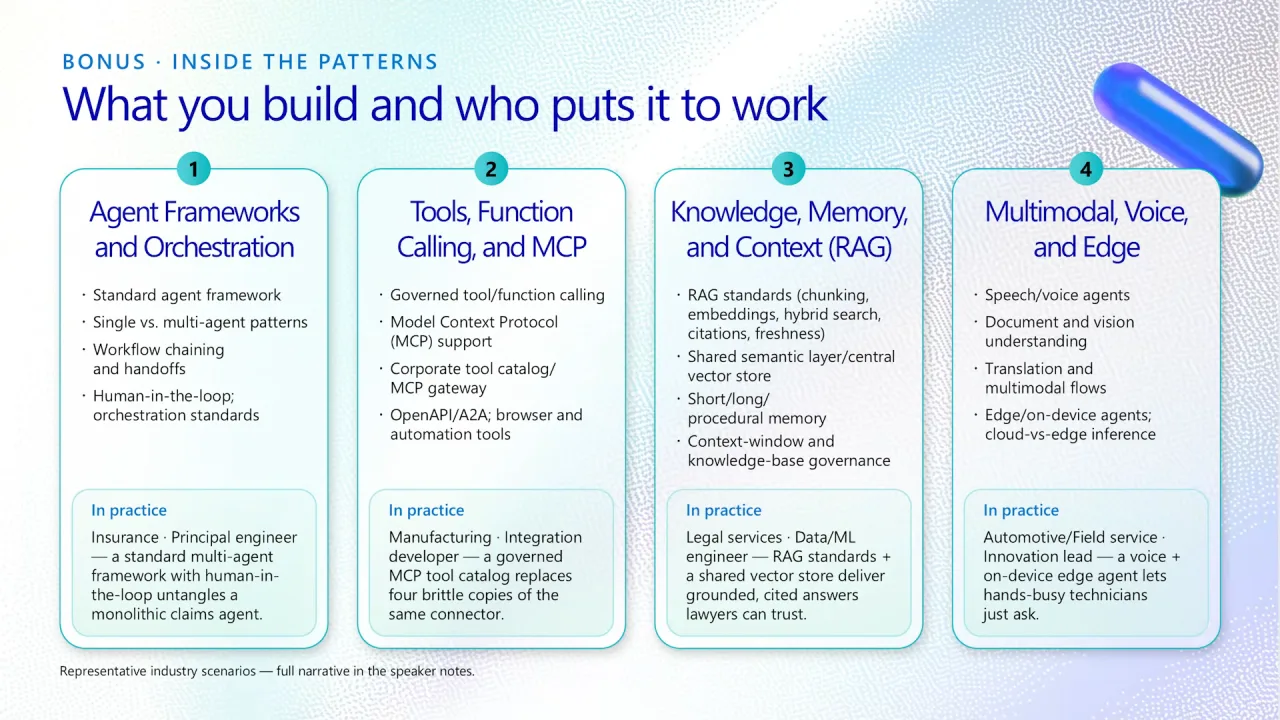 BONUS · INSIDE THE PATTERNS
What you build and who puts it to work
1
Agent Frameworks
and Orchestration
· Standard agent framework
· Single vs. multi-agent patterns
· Workflow chaining
and handoffs
· Human-in-the-loop;
orchestration standards
In practice
Insurance · Principal engineer
— a standard multi-agent
framework with human-in-
the-loop untangles a
monolithic claims agent.
2
Tools, Function
Calling, and MCP
· Governed tool/function calling
· Model Context Protocol
(MCP) support
· Corporate tool catalog/
MCP gateway
· OpenAPI/A2A; browser and
automation tools
In practice
Manufacturing · Integration
developer — a governed
MCP tool catalog replaces
four brittle copies of the
same connector.
3
Knowledge, Memory,
and Context (RAG)
· RAG standards (chunking,
embeddings, hybrid search,
citations, freshness)
· Shared semantic layer/central
vector store
· Short/long/
procedural memory
· Context-window and
knowledge-base governance
In practice
Legal services · Data/ML
engineer — RAG standards +
a shared vector store deliver
grounded, cited answers
lawyers can trust.
4
Multimodal, Voice,
and Edge
· Speech/voice agents
· Document and vision
understanding
· Translation and
multimodal flows
· Edge/on-device agents;
cloud-vs-edge inference
In practice
Automotive/Field service ·
Innovation lead — a voice +
on-device edge agent lets
hands-busy technicians
just ask.
Representative industry scenarios — full narrative in the speaker notes.